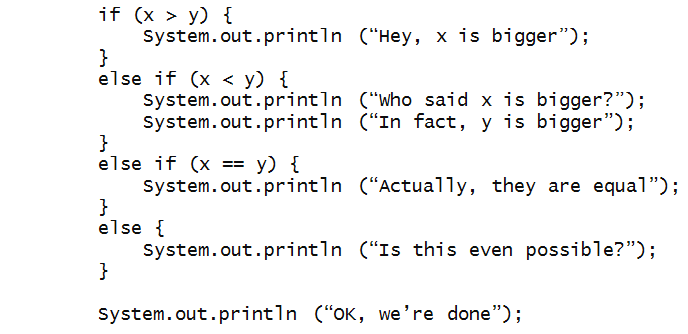 if (x > y) {
System.out.println (“Hey, x is bigger”);
}
else if (x < y) {
System.out.println (“Who said x is bigger?”);
System.out.println (“In fact, y is bigger”);
}
else if (x == y) {
System.out.println (“Actually, they are equal”);
}
else {
System.out.println (“Is this even possible?”);
}
System.out.println (“OK, we’re done”);